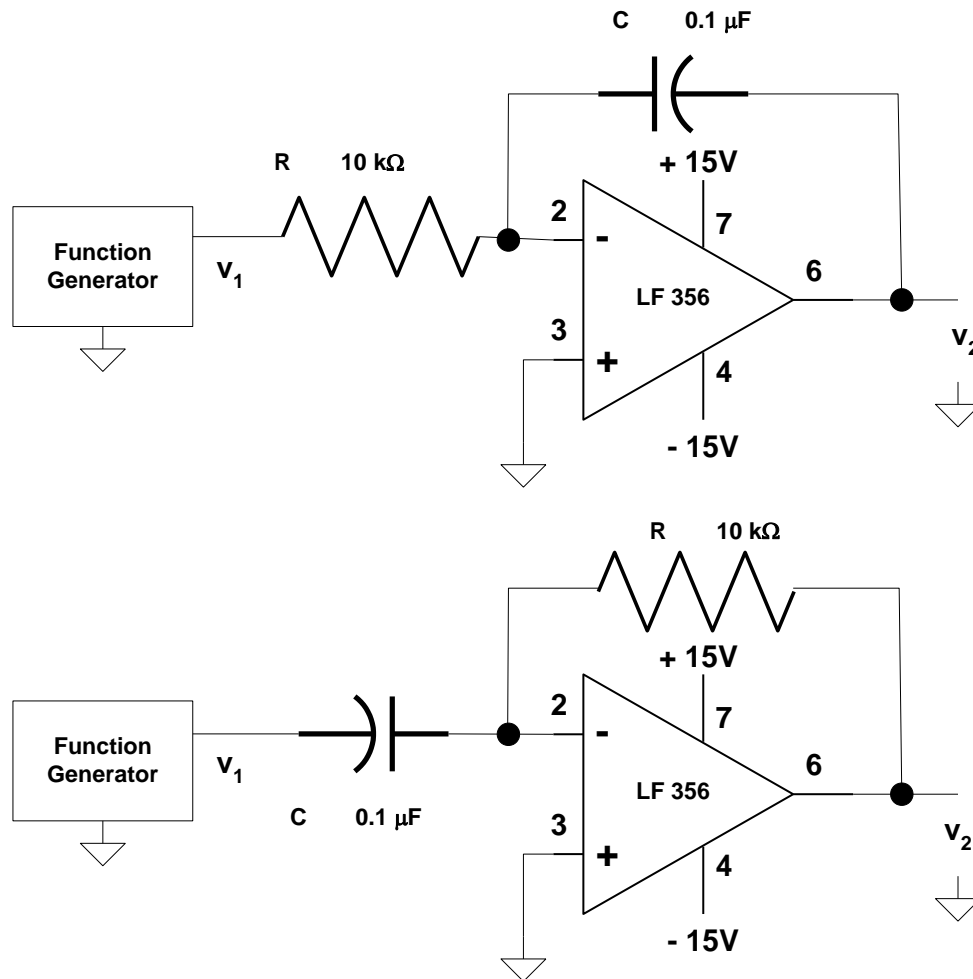 C 0.1 μF
+ 15V
R 10 kΩ
2
7
-
Function
Generator
v1
LF 356
6
3
+
4
v2
- 15V
R 10 kΩ
+ 15V
2
7
-
Function
Generator
v1
LF 356
6
C 0.1 μF
3
+
4
v2
- 15V